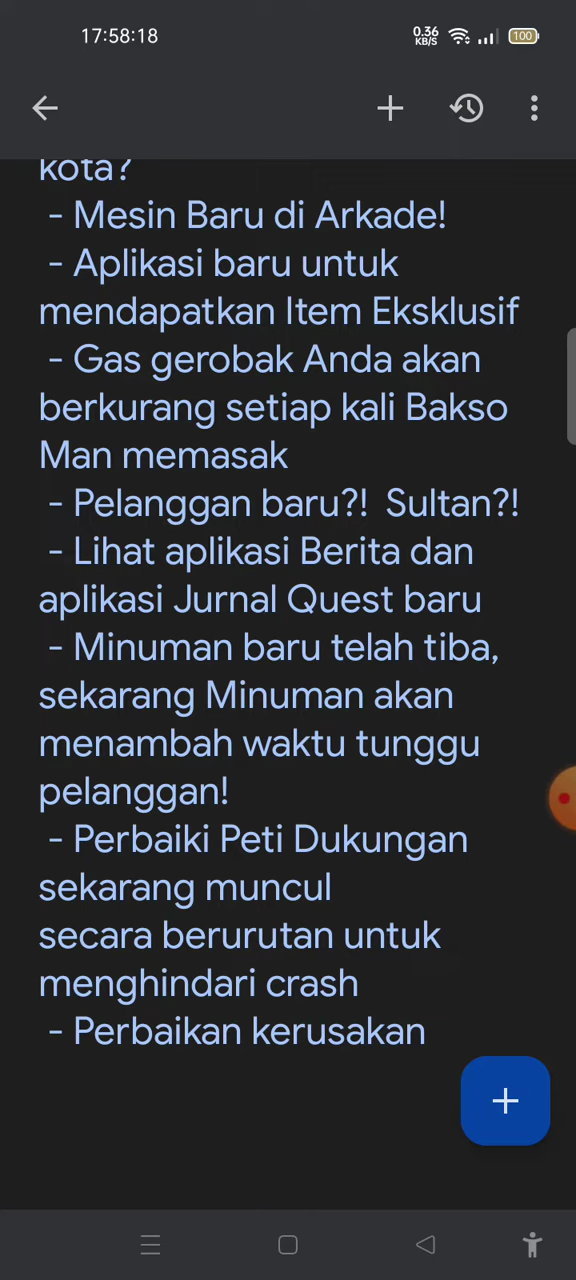 17:58:18
0.36
KB/S
100
kota?
- Mesin Baru di Arkade!
- Aplikasi baru untuk
mendapatkan Item Eksklusif
- Gas gerobak Anda akan
berkurang setiap kali Bakso
Man memasak
- Pelanggan baru?!  Sultan?!
- Lihat aplikasi Berita dan
aplikasi Jurnal Quest baru
- Minuman baru telah tiba,
sekarang Minuman akan
menambah waktu tunggu
pelanggan!
- Perbaiki Peti Dukungan
sekarang muncul
secara berurutan untuk
menghindari crash
- Perbaikan kerusakan